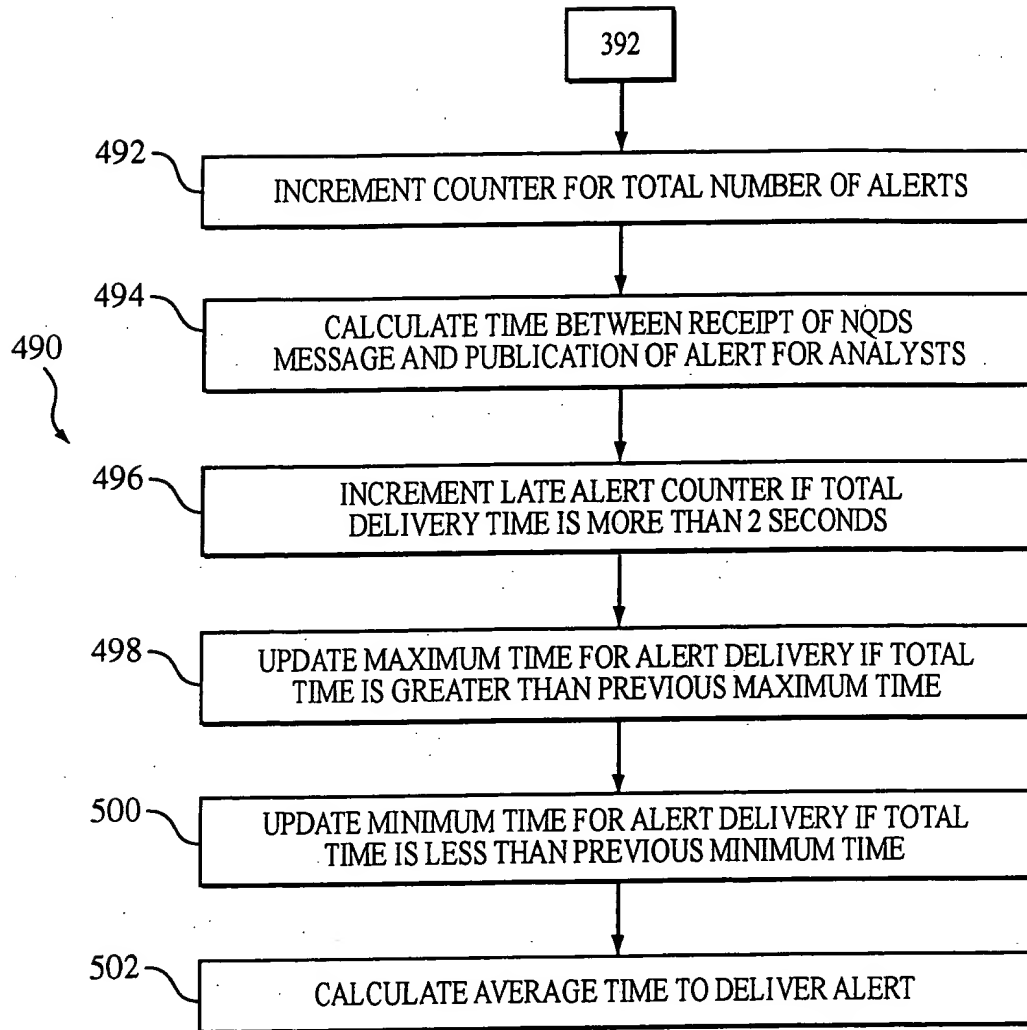 392
492
INCREMENT COUNTER FOR TOTAL NUMBER OF ALERTS
494
CALCULATE TIME BETWEEN RECEIPT OF NQDS
MESSAGE AND PUBLICATION OF ALERT FOR ANALYSTS
490
496
INCREMENT LATE ALERT COUNTER IF TOTAL
DELIVERY TIME IS MORE THAN 2 SECONDS
498
UPDATE MAXIMUM TIME FOR ALERT DELIVERY IF TOTAL
TIME IS GREATER THAN PREVIOUS MAXIMUM TIME
500
UPDATE MINIMUM TIME FOR ALERT DELIVERY IF TOTAL
TIME IS LESS THAN PREVIOUS MINIMUM TIME
502
CALCULATE AVERAGE TIME TO DELIVER ALERT